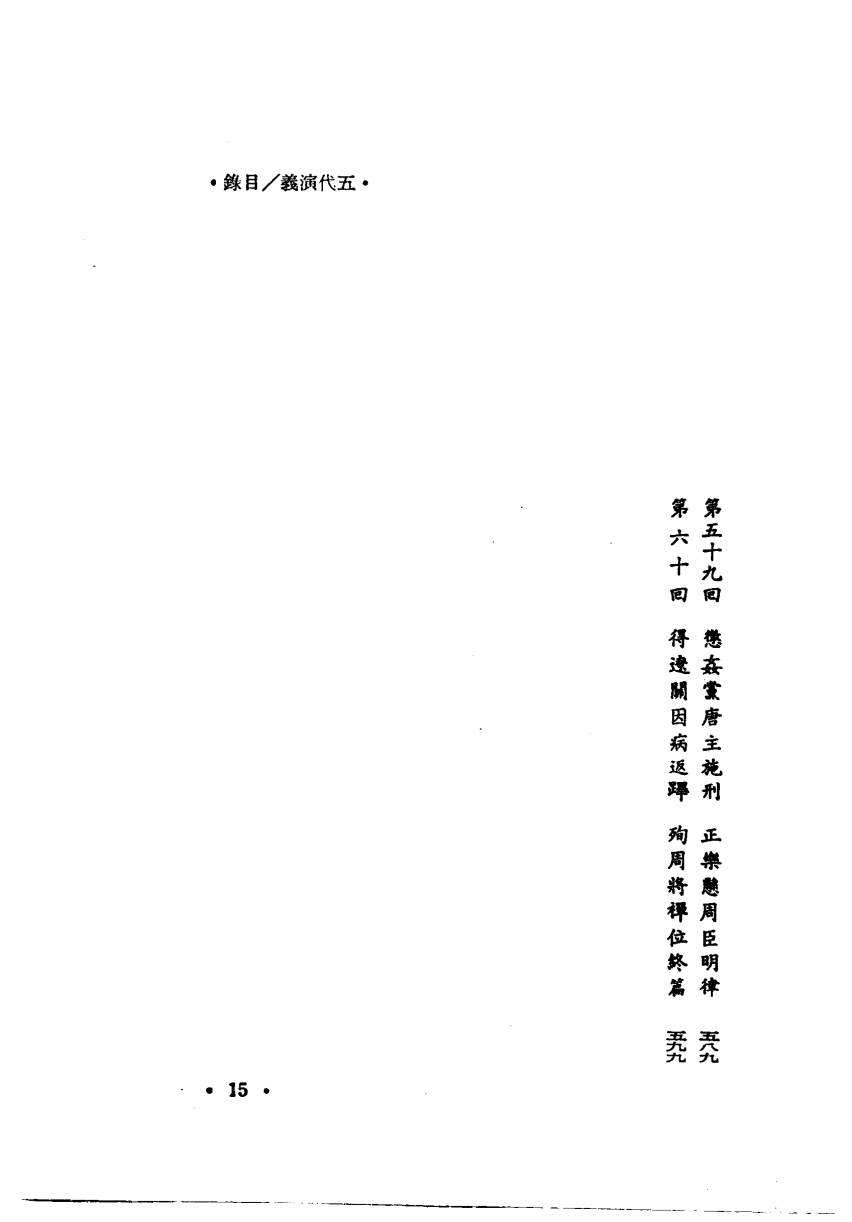 •錄目／義演代五•
第五十九回 懲姦黨唐主施刑 正樂懸周臣明律 五八九
第六十回 得遼關因病返蹕 殉周將禪位終篇 五九九
• 15 •